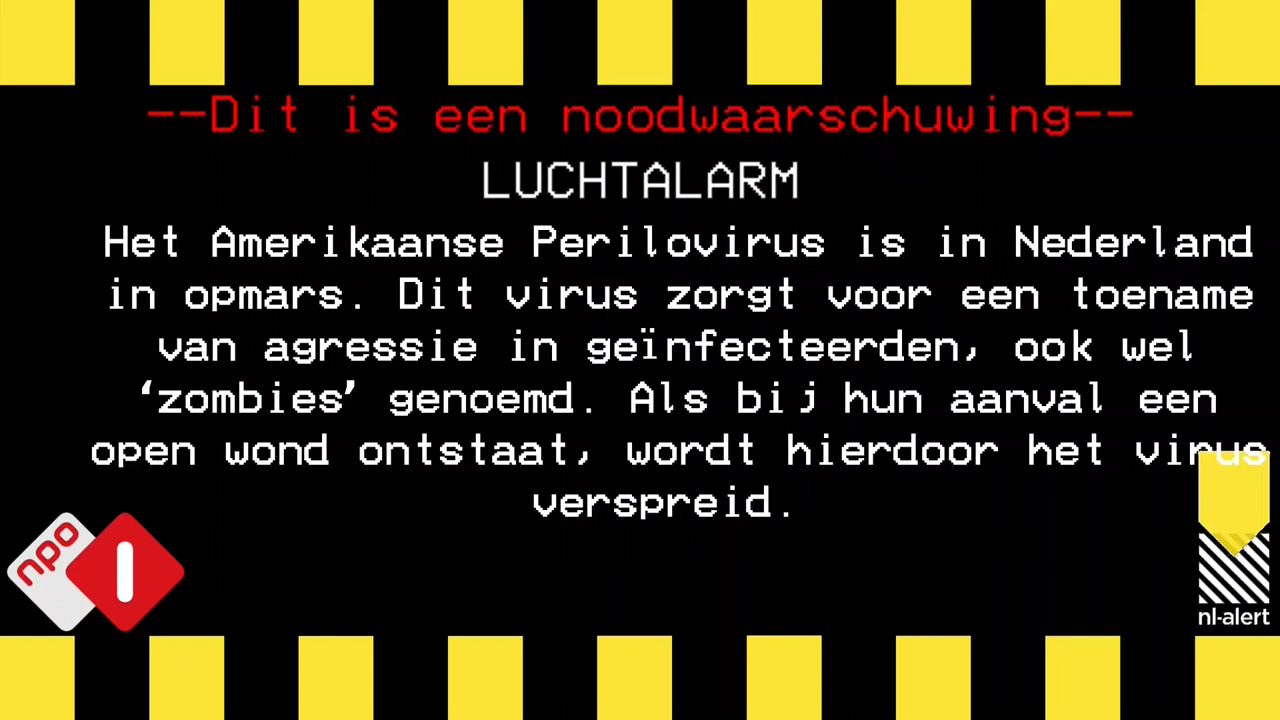 --Dit is een noodwaarschuwing--
LUCHTALARM
Het Amerikaanse Perilovirus is in Nederland
in opmars. Dit virus zorgt voor een toename
van agressie in geïnfecteerden, ook wel
‘zombies’ genoemd. Als bij hun aanval een
open wond ontstaat, wordt hierdoor het virus
verspreid.
npo 1
nl-alert